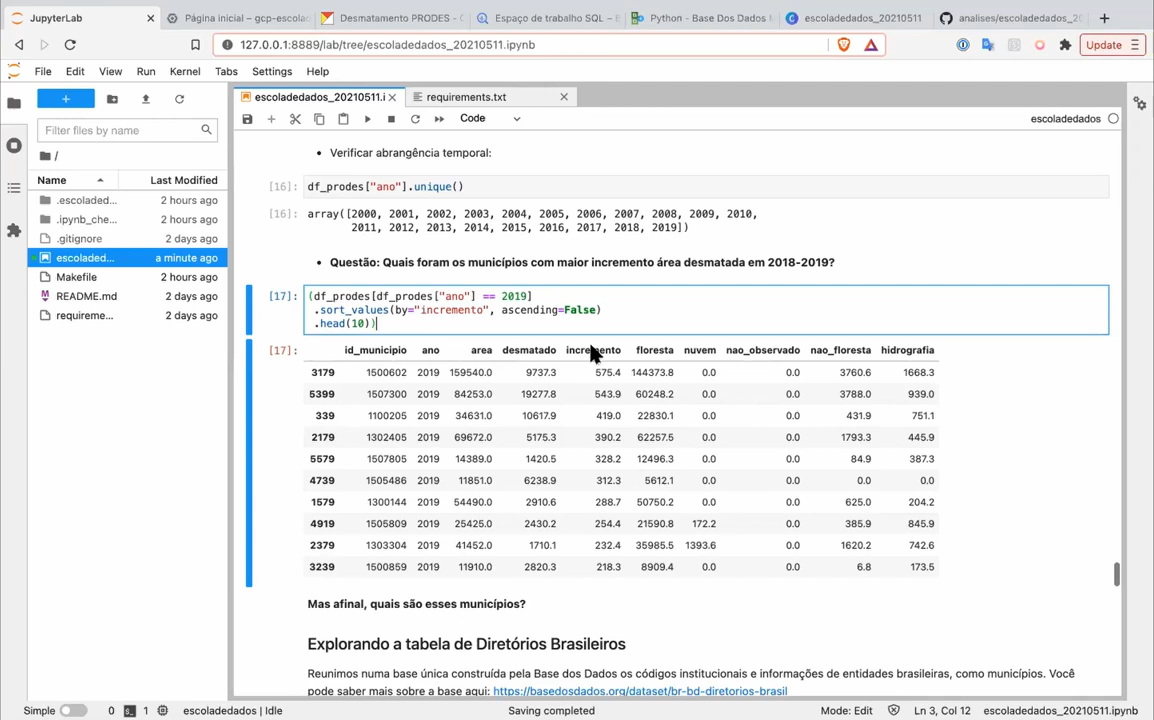 JupyterLab
Página inicial – gcp-escolad
Desmatamento PRODES - G
Espaço de trabalho SQL – B
Python - Base Dos Dados
escoladedados_20210511
analises/escoladedados_202
127.0.0.1:8889/lab/tree/escoladedados_20210511.ipynb
Update
File Edit View Run Kernel Tabs Settings Help
escoladedados_20210511.i
requirements.txt
Code
escoladedados
Filter files by name
/
Name Last Modified
.escoladed... 2 hours ago
.ipynb_che... 2 hours ago
.gitignore 2 days ago
escoladed... a minute ago
Makefile 2 hours ago
README.md 2 days ago
requireme... 2 days ago
• Verificar abrangência temporal:
[16]: df_prodes["ano"].unique()
[16]: array([2000, 2001, 2002, 2003, 2004, 2005, 2006, 2007, 2008, 2009, 2010,
2011, 2012, 2013, 2014, 2015, 2016, 2017, 2018, 2019])
• Questão: Quais foram os municípios com maior incremento área desmatada em 2018-2019?
[17]: (df_prodes[df_prodes["ano"] == 2019]
.sort_values(by="incremento", ascending=False)
.head(10))
[17]: id_municipio ano area desmatado incremento floresta nuvem nao_observado nao_floresta hidrografia
3179 1500602 2019 159540.0 9737.3 575.4 144373.8 0.0 0.0 3760.6 1668.3
5399 1507300 2019 84253.0 19277.8 543.9 60248.2 0.0 0.0 3788.0 939.0
339 1100205 2019 34631.0 10617.9 419.0 22830.1 0.0 0.0 431.9 751.1
2179 1302405 2019 69672.0 5175.3 390.2 62257.5 0.0 0.0 1793.3 445.9
5579 1507805 2019 14389.0 1420.5 328.2 12496.3 0.0 0.0 84.9 387.3
4739 1505486 2019 11851.0 6238.9 312.3 5612.1 0.0 0.0 0.0 0.0
1579 1300144 2019 54490.0 2910.6 288.7 50750.2 0.0 0.0 625.0 204.2
4919 1505809 2019 25425.0 2430.2 254.4 21590.8 172.2 0.0 385.9 845.9
2379 1303304 2019 41452.0 1710.1 232.4 35985.5 1393.6 0.0 1620.2 742.6
3239 1500859 2019 11910.0 2820.3 218.3 8909.4 0.0 0.0 6.8 173.5
Mas afinal, quais são esses municípios?
Explorando a tabela de Diretórios Brasileiros
Reunimos numa base única construída pela Base dos Dados os códigos institucionais e informações de entidades brasileiras, como municípios. Você
pode saber mais sobre a base aqui: https://basedosdados.org/dataset/br-bd-diretorios-brasil
Simple 0 1 escoladedados | Idle Saving completed Mode: Edit Ln 3, Col 12 escoladedados_20210511.ipynb